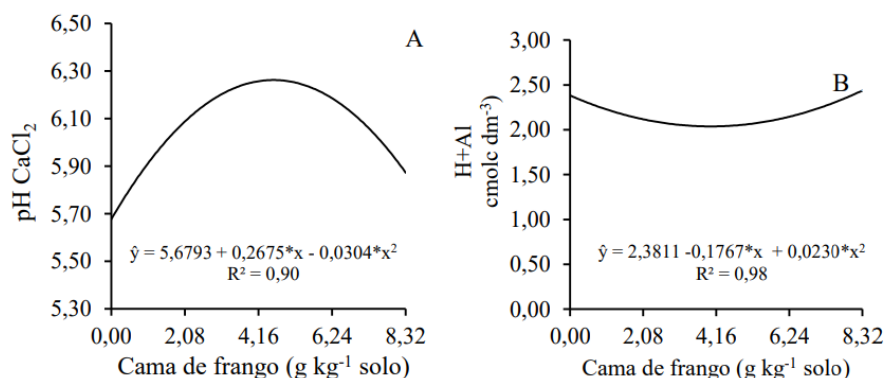 6,50
6,30
6,10
5,90
5,70
5,50
5,30
pH CaCl₂
A
ŷ = 5,6793 + 0,2675*x - 0,0304*x²
R² = 0,90
0,00 2,08 4,16 6,24 8,32
Cama de frango (g kg⁻¹ solo)
3,00
2,50
2,00
1,50
1,00
0,50
0,00
H+Al
cmolc dm⁻³
B
ŷ = 2,3811 -0,1767*x + 0,0230*x²
R² = 0,98
0,00 2,08 4,16 6,24 8,32
Cama de frango (g kg⁻¹ solo)